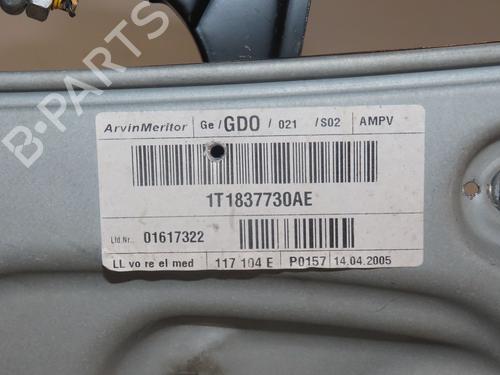 B-PARTS
ArvinMeritor Ge /GDO / 021 /S02 AMPV
1T1837730AE
Lfd.Nr.. 01617322
LL vo re el med 117 104 E P0157 14.04.2005